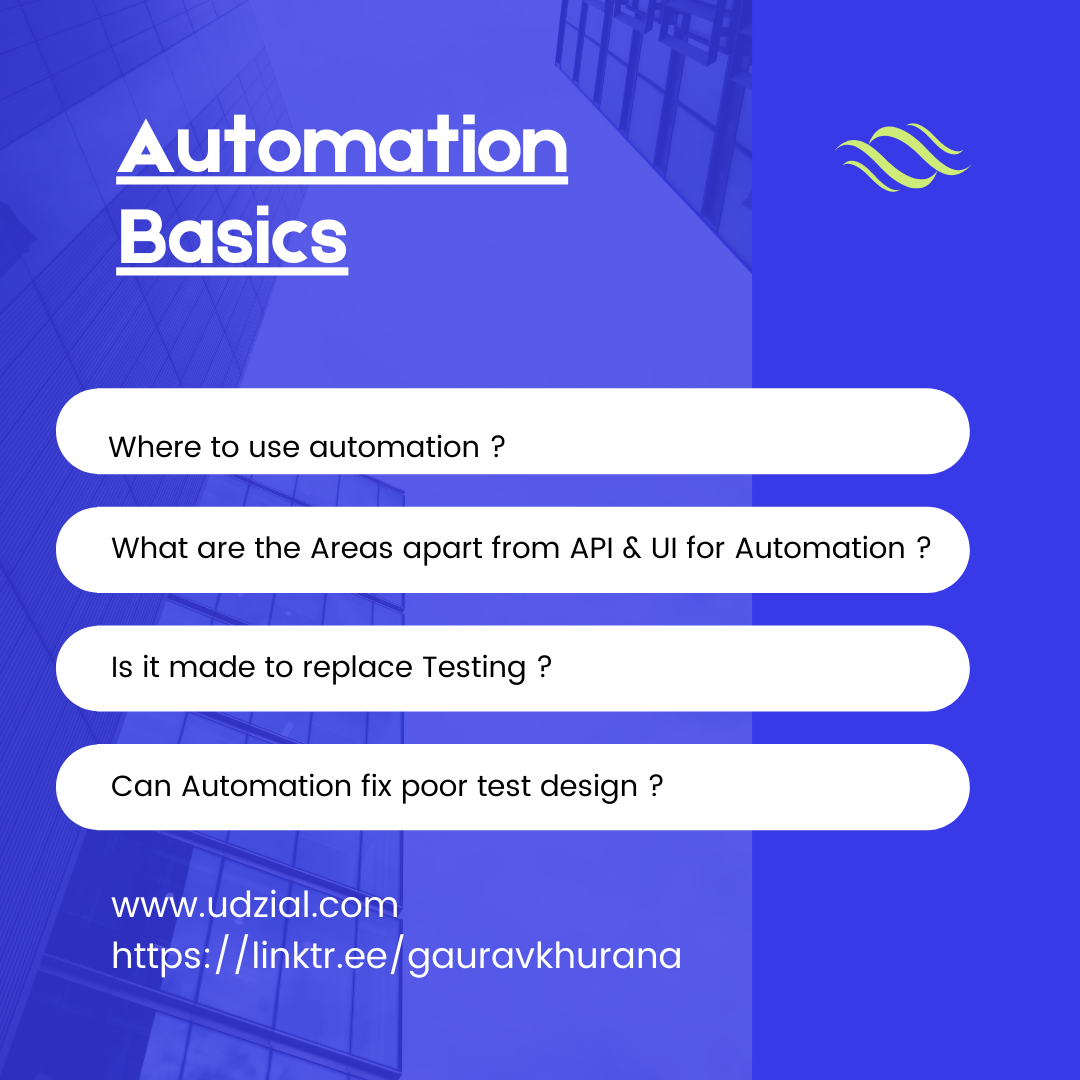 Automation
Basics
Where to use automation ?
What are the Areas apart from API & UI for Automation ?
Is it made to replace Testing ?
Can Automation fix poor test design ?
www.udzial.com
https://linktr.ee/gauravkhurana